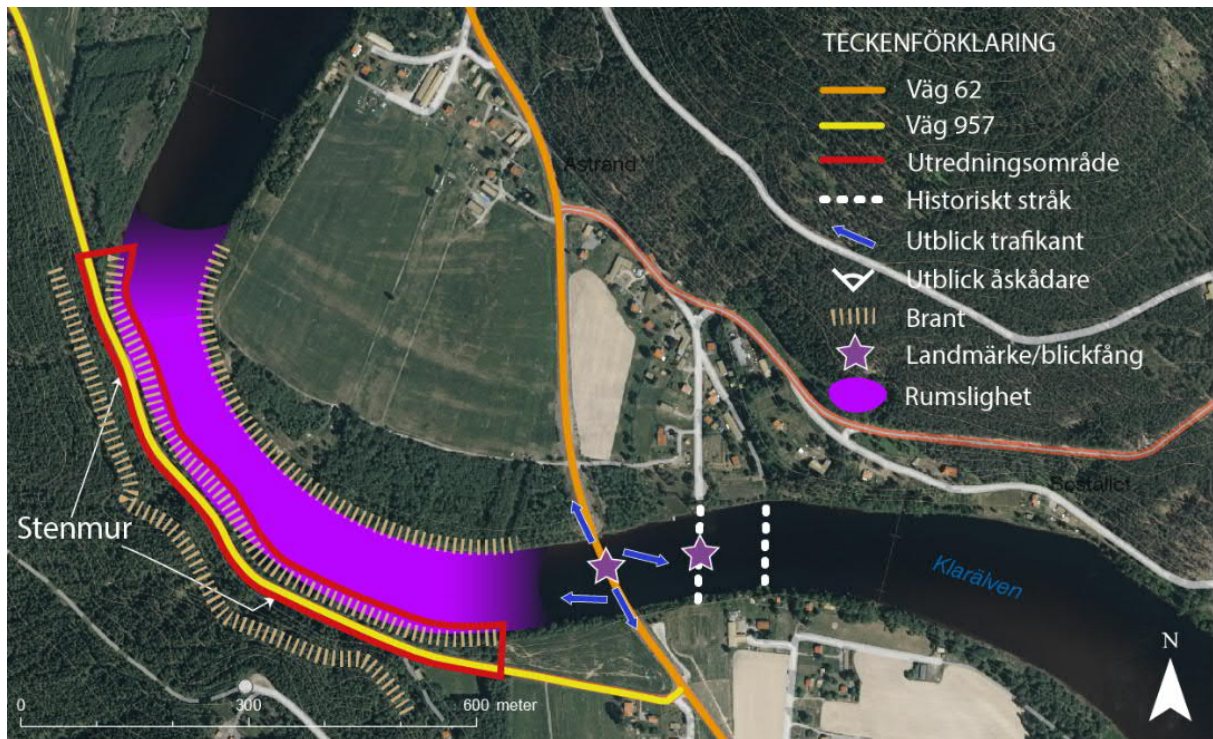 TECKENFÖRKLARING
Väg 62
Väg 957
Utredningsområde
Historiskt stråk
Utblick trafikant
Utblick åskådare
Brant
Landmärke/blickfång
Rumslighet
Åstrand
Stenmur
Klarälven
N
0 300 600 meter